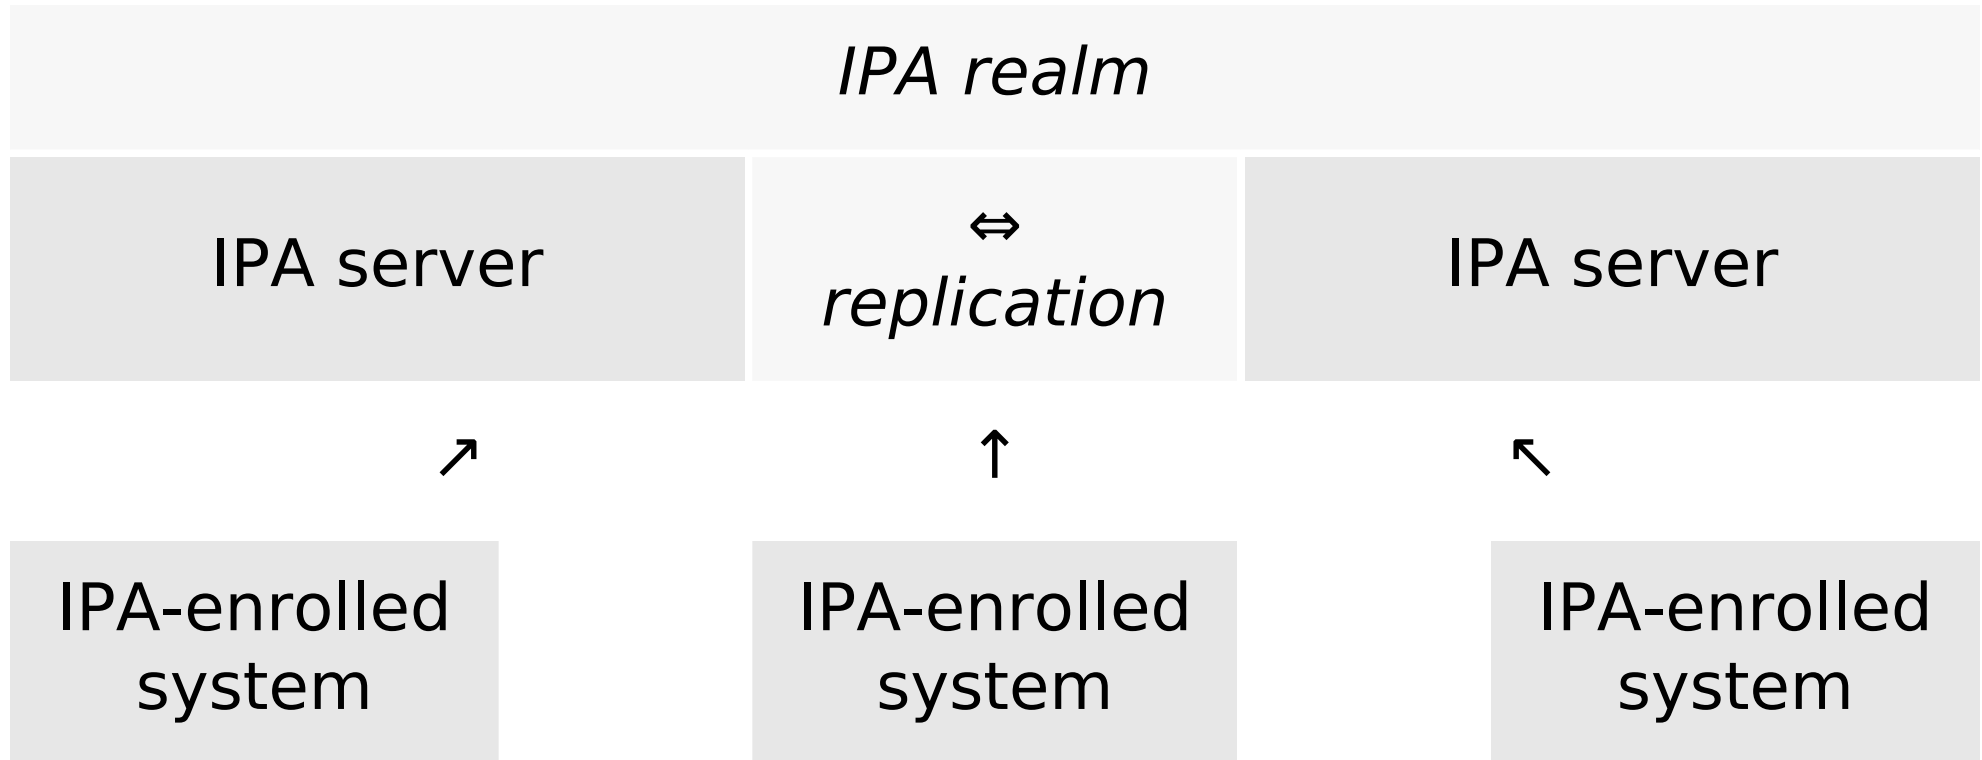 IPA realm
IPA server
⇔
replication
IPA server
↗ ↑ ↖
IPA-enrolled
system
IPA-enrolled
system
IPA-enrolled
system